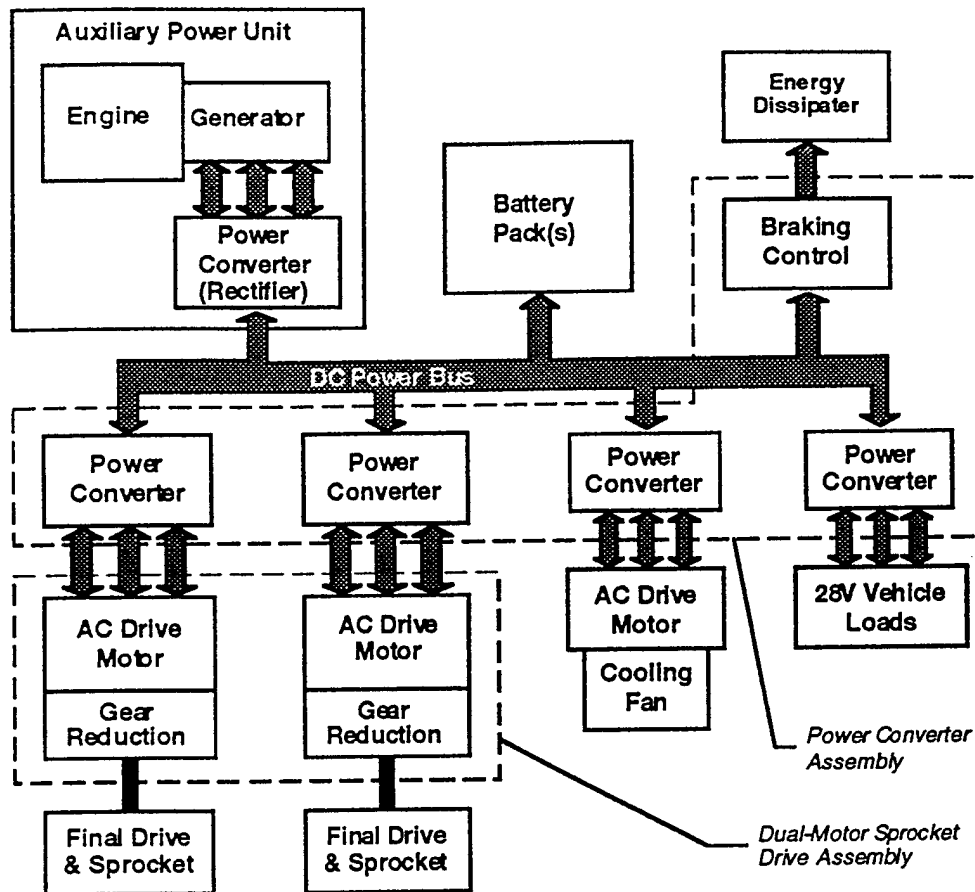 Auxiliary Power Unit
Engine
Generator
Power
Converter
(Rectifier)
Battery
Pack(s)
Energy
Dissipater
Braking
Control
DC Power Bus
Power
Converter
Power
Converter
Power
Converter
Power
Converter
AC Drive
Motor
Gear
Reduction
AC Drive
Motor
Gear
Reduction
AC Drive
Motor
Cooling
Fan
28V Vehicle
Loads
Power Converter
Assembly
Final Drive
& Sprocket
Final Drive
& Sprocket
Dual-Motor Sprocket
Drive Assembly